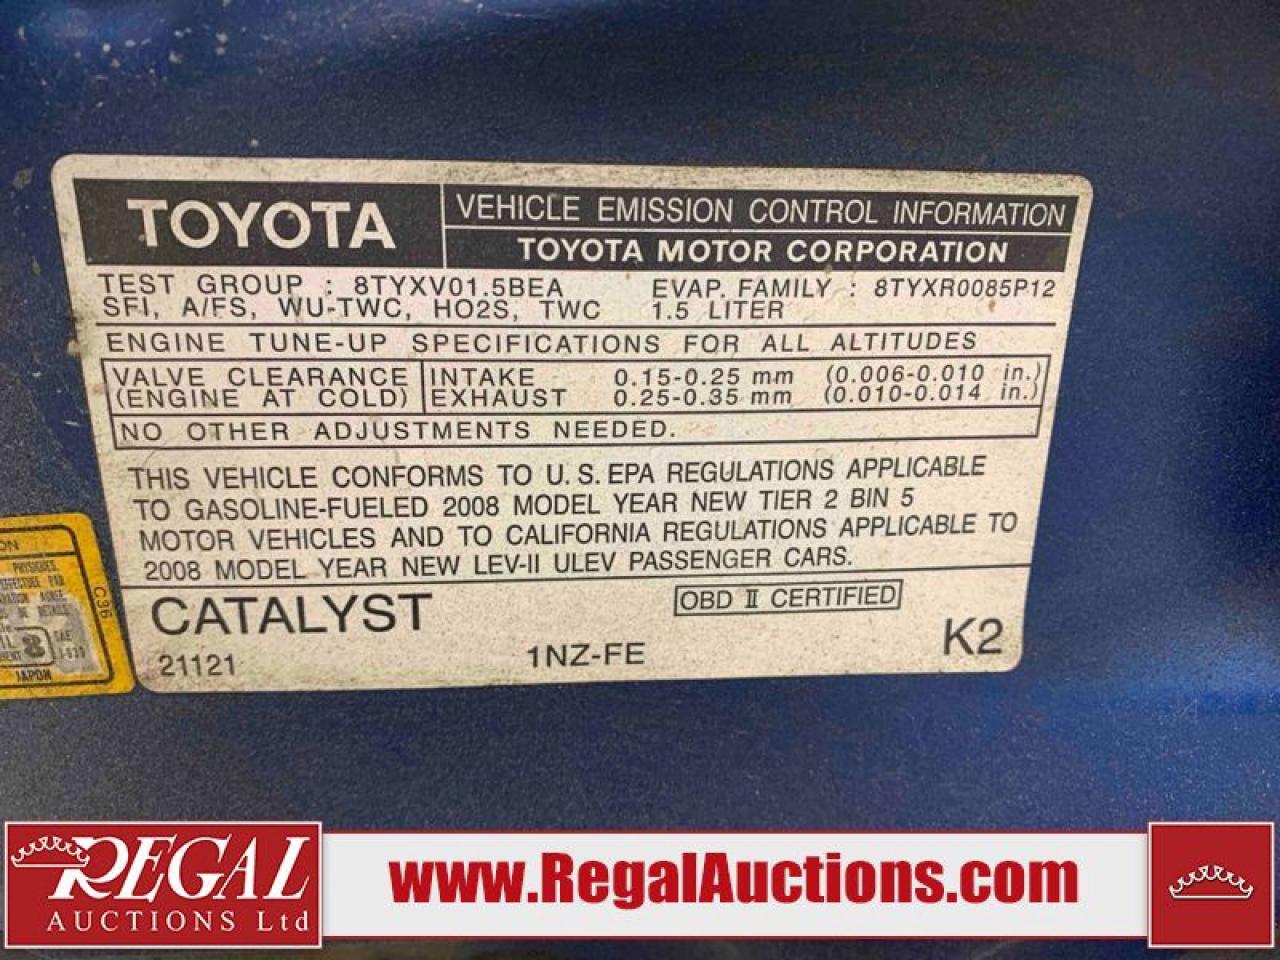 TOYOTA
VEHICLE EMISSION CONTROL INFORMATION
TOYOTA MOTOR CORPORATION
TEST GROUP : 8TYXV01.5BEA EVAP. FAMILY : 8TYXR0085P12
SFI, A/FS, WU-TWC, HO2S, TWC 1.5 LITER
ENGINE TUNE-UP SPECIFICATIONS FOR ALL ALTITUDES
VALVE CLEARANCE INTAKE 0.15-0.25 mm (0.006-0.010 in.)
(ENGINE AT COLD) EXHAUST 0.25-0.35 mm (0.010-0.014 in.)
NO OTHER ADJUSTMENTS NEEDED.
THIS VEHICLE CONFORMS TO U.S. EPA REGULATIONS APPLICABLE
TO GASOLINE-FUELED 2008 MODEL YEAR NEW TIER 2 BIN 5
MOTOR VEHICLES AND TO CALIFORNIA REGULATIONS APPLICABLE TO
2008 MODEL YEAR NEW LEV-II ULEV PASSENGER CARS.
CATALYST OBD II CERTIFIED
21121 1NZ-FE K2
ON
PHYSIQUES
C36
SAE
8
JAPON
REGAL
AUCTIONS Ltd
www.RegalAuctions.com